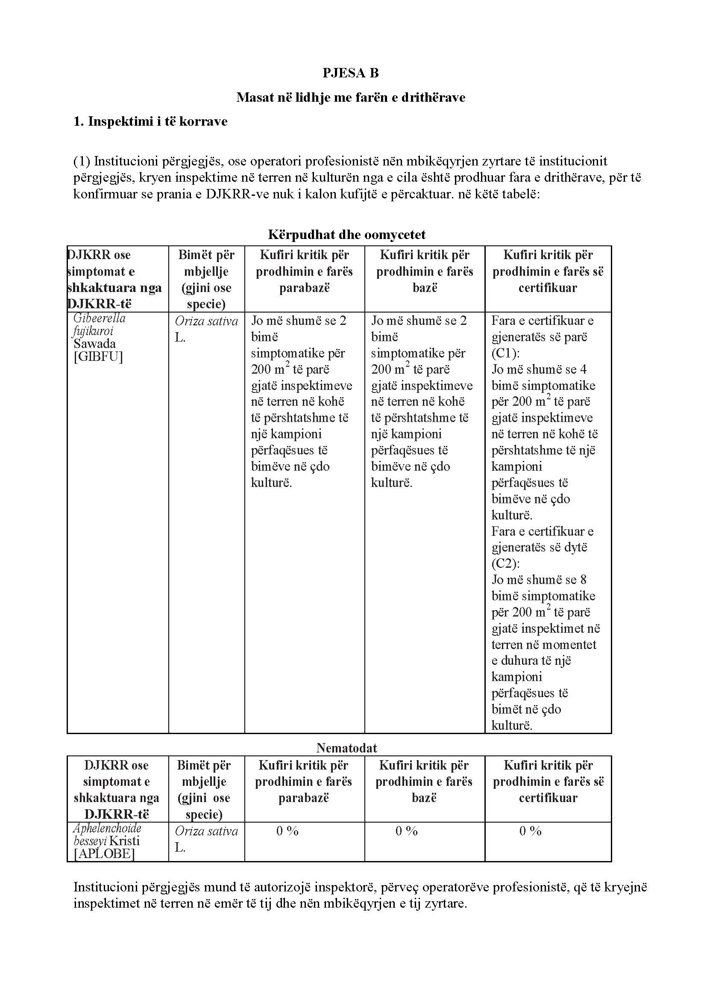 PJESA B
Masat në lidhje me farën e drithërave
1. Inspektimi i të korrave
(1) Institucioni përgjegjës, ose operatori profesionistë nën mbikëqyrjen zyrtare të institucionit
përgjegjës, kryen inspektime në terren në kulturën nga e cila është prodhuar fara e drithërave, për të
konfirmuar se prania e DJKRR-ve nuk i kalon kufijtë e përcaktuar. në këtë tabelë:
Kërpudhat dhe oomycetet
DJKRR ose
simptomat e
shkaktuara nga
DJKRR-të
Bimët për
mbjellje
(gjini ose
specie)
Kufiri kritik për
prodhimin e farës
parabazë
Kufiri kritik për
prodhimin e farës
bazë
Kufiri kritik për
prodhimin e farës së
certifikuar
Gibeerella
fujikuroi
Sawada
[GIBFU]
Oriza sativa
L.
Jo më shumë se 2
bimë
simptomatike për
200 m² të parë
gjatë inspektimeve
në terren në kohë
të përshtatshme të
një kampioni
përfaqësues të
bimëve në çdo
kulturë.
Jo më shumë se 2
bimë
simptomatike për
200 m² të parë
gjatë inspektimeve
në terren në kohë
të përshtatshme të
një kampioni
përfaqësues të
bimëve në çdo
kulturë.
Fara e certifikuar e
gjeneratës së parë
(C1):
Jo më shumë se 4
bimë simptomatike
për 200 m² të parë
gjatë inspektimeve
në terren në kohë të
përshtatshme të një
kampioni
përfaqësues të
bimëve në çdo
kulturë.
Fara e certifikuar e
gjeneratës së dytë
(C2):
Jo më shumë se 8
bimë simptomatike
për 200 m² të parë
gjatë inspektimet në
terren në momentet
e duhura të një
kampioni
përfaqësues të
bimët në çdo
kulturë.
Nematodat
DJKRR ose
simptomat e
shkaktuara nga
DJKRR-të
Bimët për
mbjellje
(gjini ose
specie)
Kufiri kritik për
prodhimin e farës
parabazë
Kufiri kritik për
prodhimin e farës
bazë
Kufiri kritik për
prodhimin e farës së
certifikuar
Aphelenchoide
besseyi Kristi
[APLOBE]
Oriza sativa
L.
0 %
0 %
0 %
Institucioni përgjegjës mund të autorizojë inspektorë, përveç operatorëve profesionistë, që të kryejnë
inspektimet në terren në emër të tij dhe nën mbikëqyrjen e tij zyrtare.